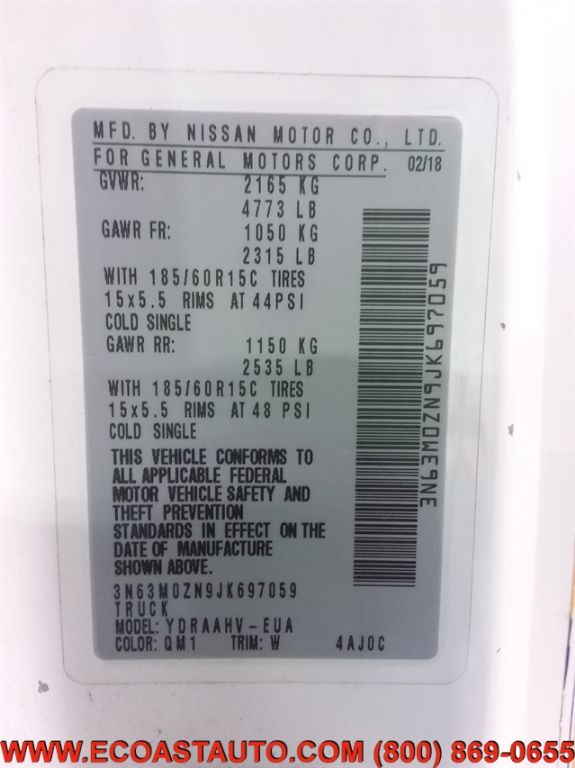 MFD. BY NISSAN MOTOR CO., LTD.
FOR GENERAL MOTORS CORP. 02/18
GVWR: 2165 KG
4773 LB
GAWR FR: 1050 KG
2315 LB
WITH 185/60R15C TIRES
15x5.5 RIMS AT 44PSI
COLD SINGLE
GAWR RR: 1150 KG
2535 LB
WITH 185/60R15C TIRES
15x5.5 RIMS AT 48 PSI
COLD SINGLE
THIS VEHICLE CONFORMS TO
ALL APPLICABLE FEDERAL
MOTOR VEHICLE SAFETY AND
THEFT PREVENTION
STANDARDS IN EFFECT ON THE
DATE OF MANUFACTURE
SHOWN ABOVE.
3N63M0ZN9JK697059
TRUCK
MODEL: YDRAAHV-EUA
COLOR: QM1 TRIM: W 4AJ0C
3N63M0ZN9JK697059
WWW.ECOASTAUTO.COM (800) 869-0655